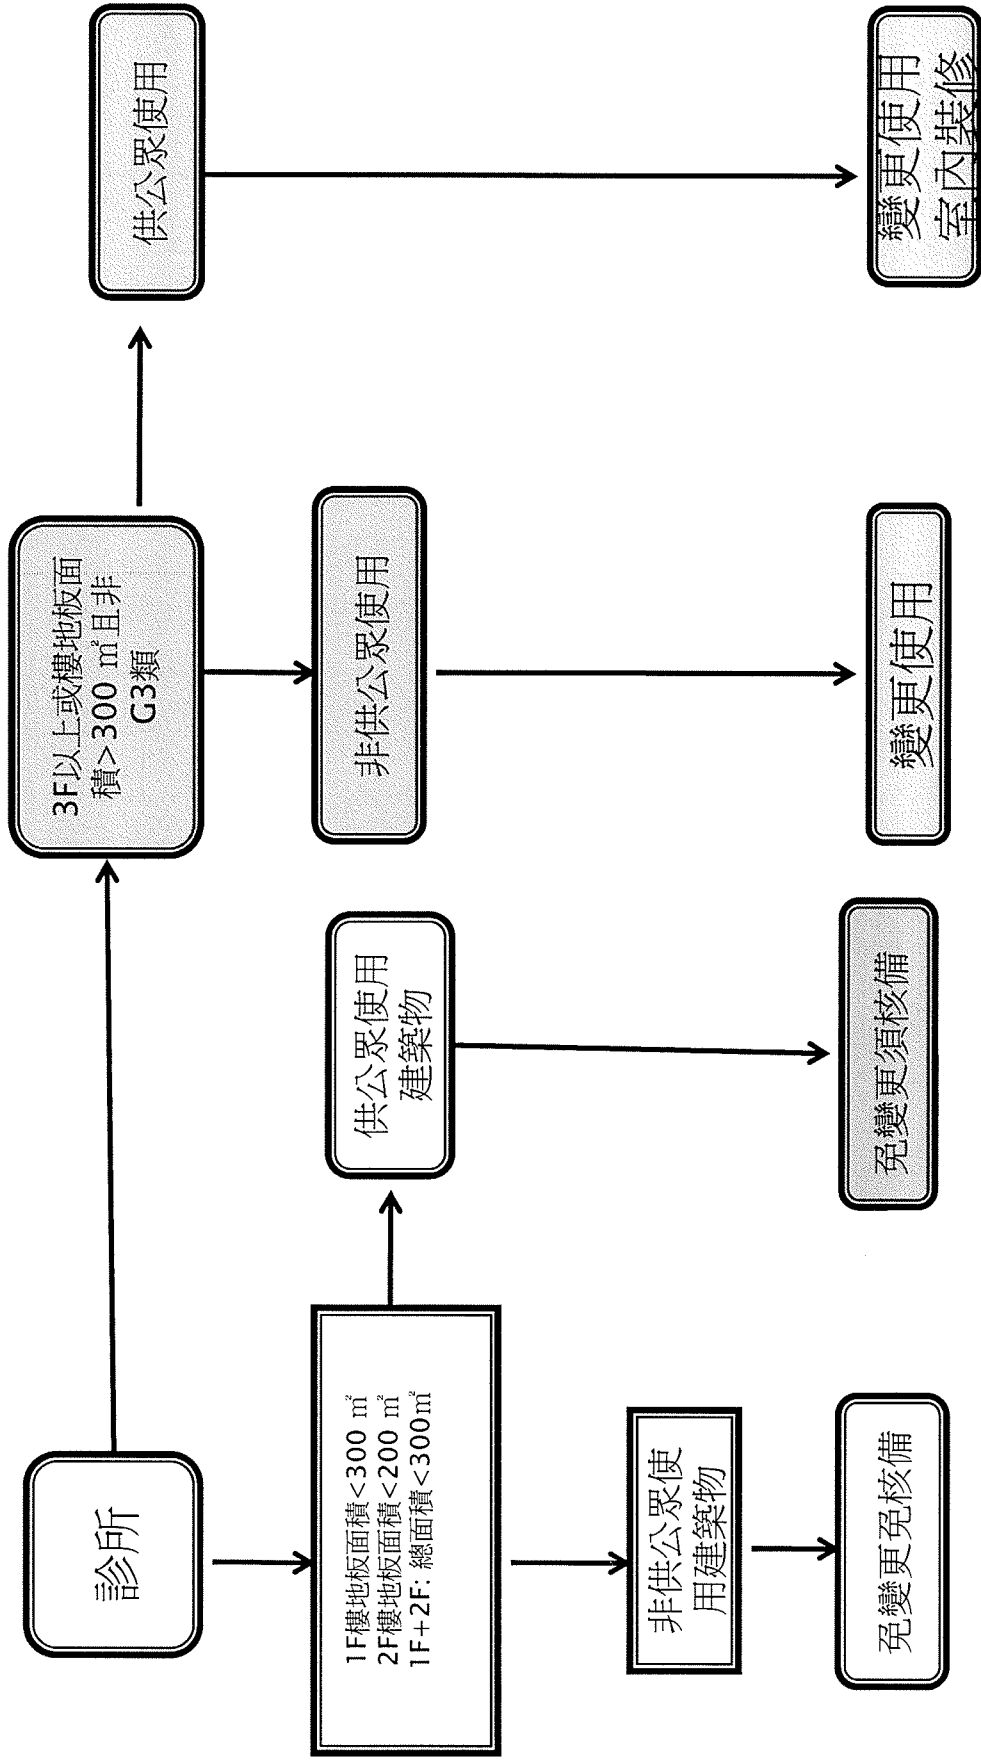 診所
3F以上或樓地板面
積>300 ㎡且非
G3類
供公眾使用
1F樓地板面積<300 ㎡
2F樓地板面積<200 ㎡
1F+2F: 總面積<300㎡
供公眾使用
建築物
非供公眾使用
非供公眾使
用建築物
免變更免核備
免變更須核備
變更使用
變更使用
室內裝修